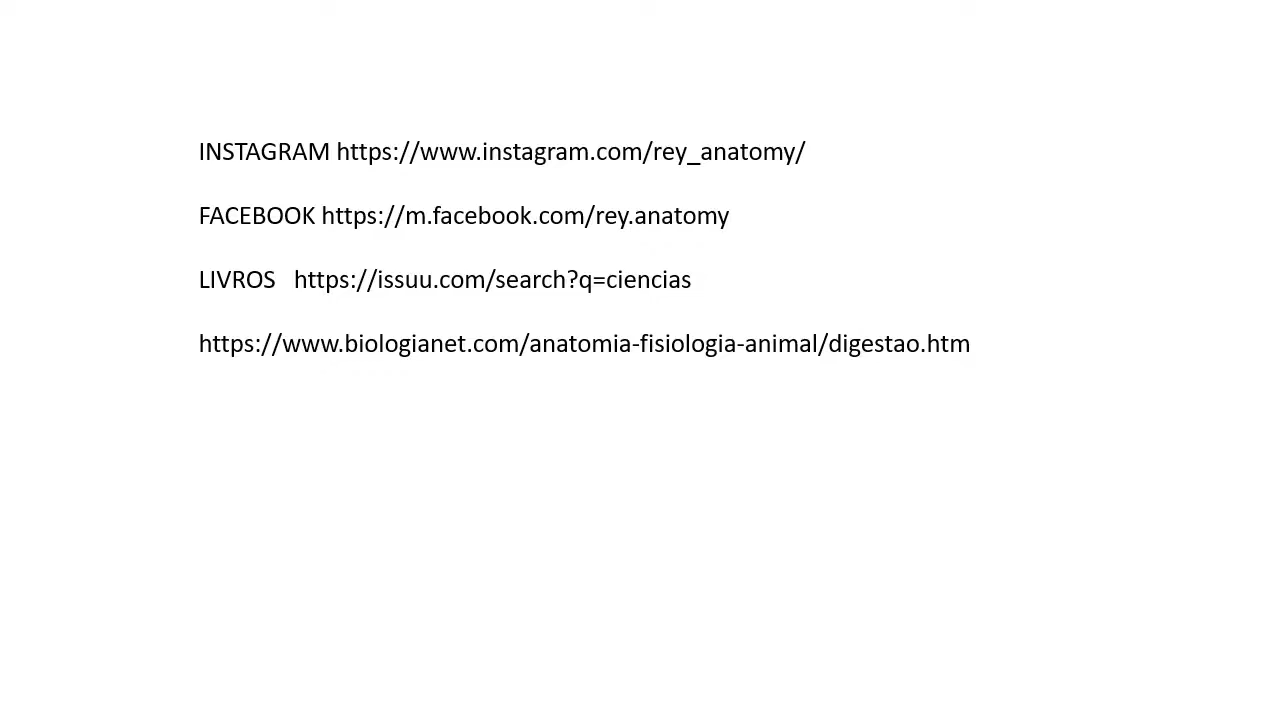 INSTAGRAM https://www.instagram.com/rey_anatomy/
FACEBOOK https://m.facebook.com/rey.anatomy
LIVROS   https://issuu.com/search?q=ciencias
https://www.biologianet.com/anatomia-fisiologia-animal/digestao.htm